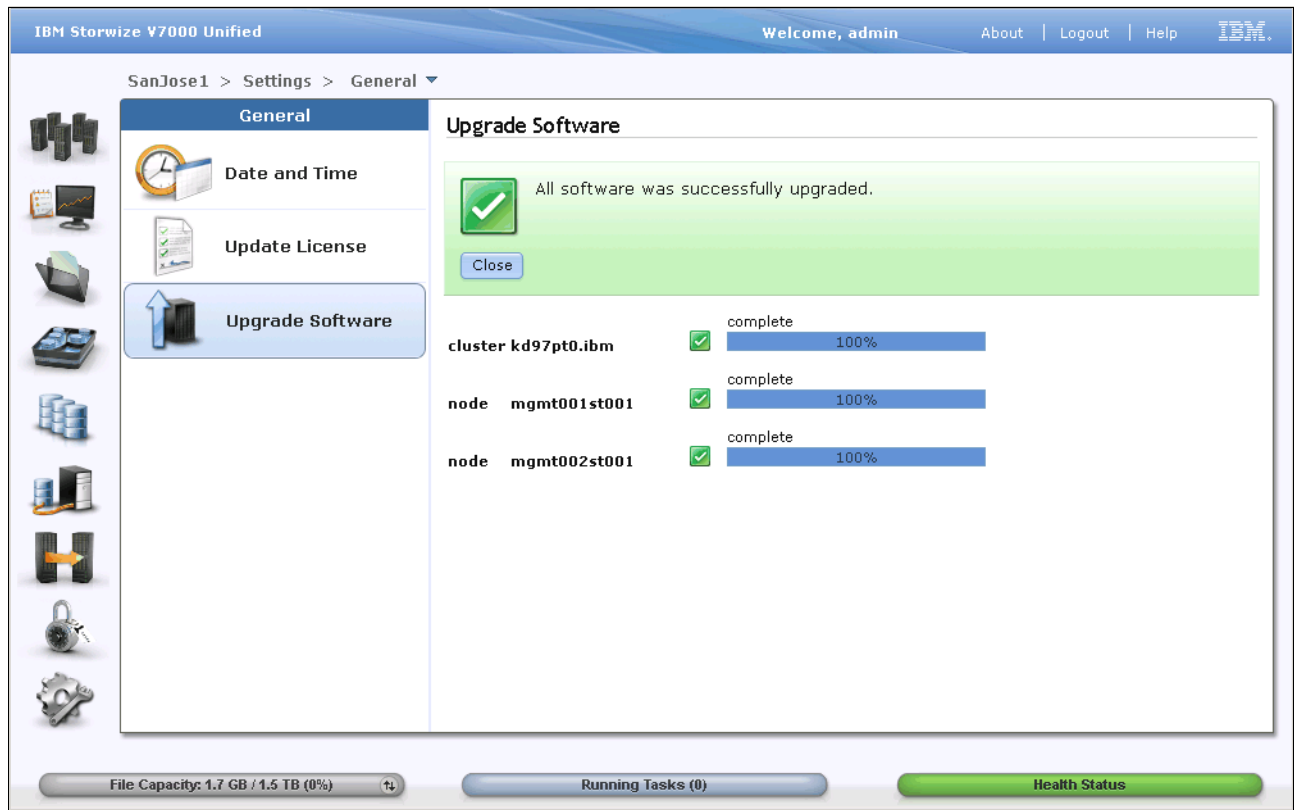 IBM Storwize V7000 Unified
Welcome, admin
About | Logout | Help
IBM.
SanJose1 > Settings > General
General
Date and Time
Update License
Upgrade Software
Upgrade Software
All software was successfully upgraded.
Close
cluster kd97pt0.ibm
complete
100%
node mgmt001st001
complete
100%
node mgmt002st001
complete
100%
File Capacity: 1.7 GB / 1.5 TB (0%)
Running Tasks (0)
Health Status